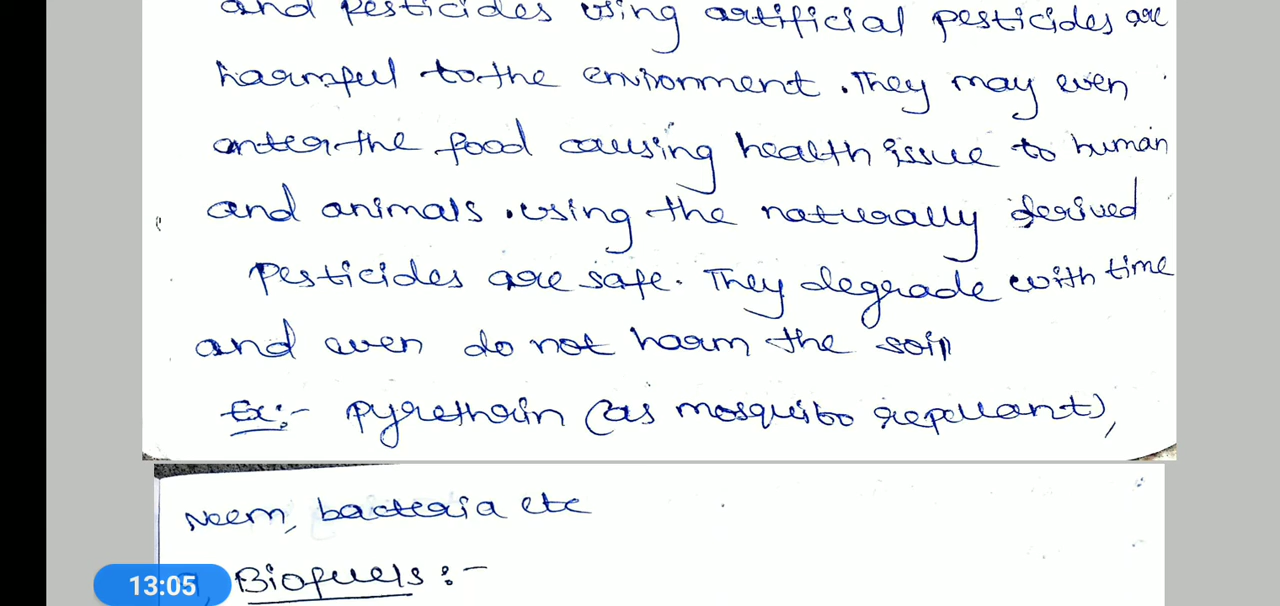 and pesticides using artificial pesticides are
harmful to the environment. They may even
enter the food causing health issue to human
and animals. using the naturally derived
pesticides are safe. They degrade with time
and even do not harm the soil
Ex:- pyrethrin (as mosquito repellant),
Neem, bacteria etc
Biofuels :-
13:05